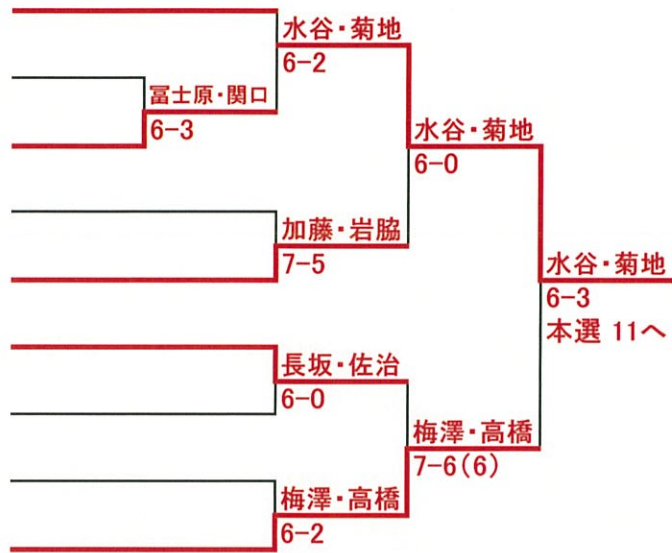 水谷・菊地
6-2
冨士原・関口
6-3
水谷・菊地
6-0
加藤・岩脇
7-5
水谷・菊地
6-3
本選 11へ
長坂・佐治
6-0
梅澤・高橋
7-6(6)
梅澤・高橋
6-2